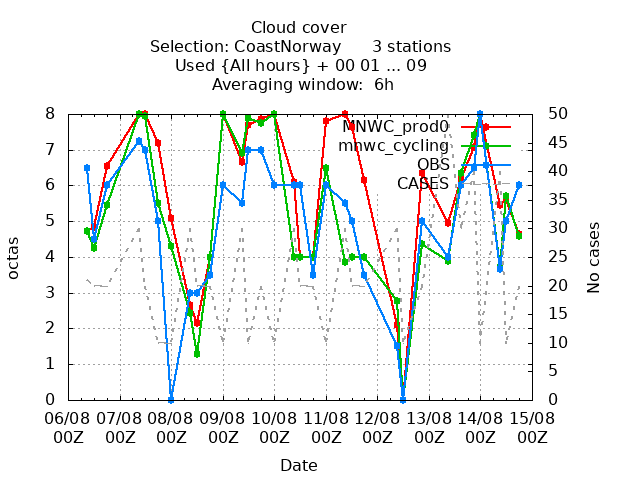 Cloud cover
Selection: CoastNorway 3 stations
Used {All hours} + 00 01 ... 09
Averaging window: 6h
MNWC_prod0
mnwc_cycling
OBS
CASES
octas
8
7
6
5
4
3
2
1
0
No cases
50
45
40
35
30
25
20
15
10
5
0
06/08 07/08 08/08 09/08 10/08 11/08 12/08 13/08 14/08 15/08
00Z 00Z 00Z 00Z 00Z 00Z 00Z 00Z 00Z 00Z
Date